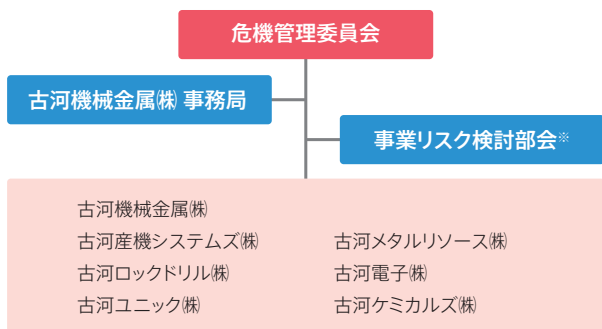 危機管理委員会
古河機械金属㈱ 事務局
事業リスク検討部会※
古河機械金属㈱
古河産機システムズ㈱
古河メタルリソース㈱
古河ロックドリル㈱
古河電子㈱
古河ユニック㈱
古河ケミカルズ㈱